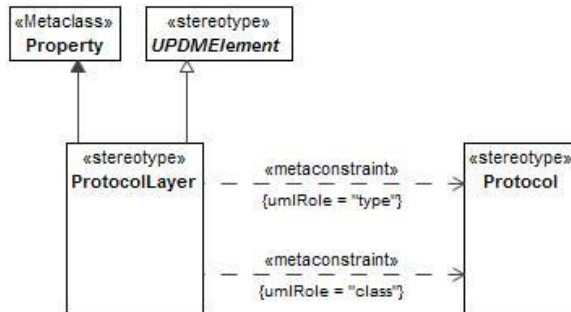 «Metaclass»
Property
«stereotype»
UPDMElement
«stereotype»
ProtocolLayer
«metaconstraint»
{umlRole = "type"}
«metaconstraint»
{umlRole = "class"}
«stereotype»
Protocol